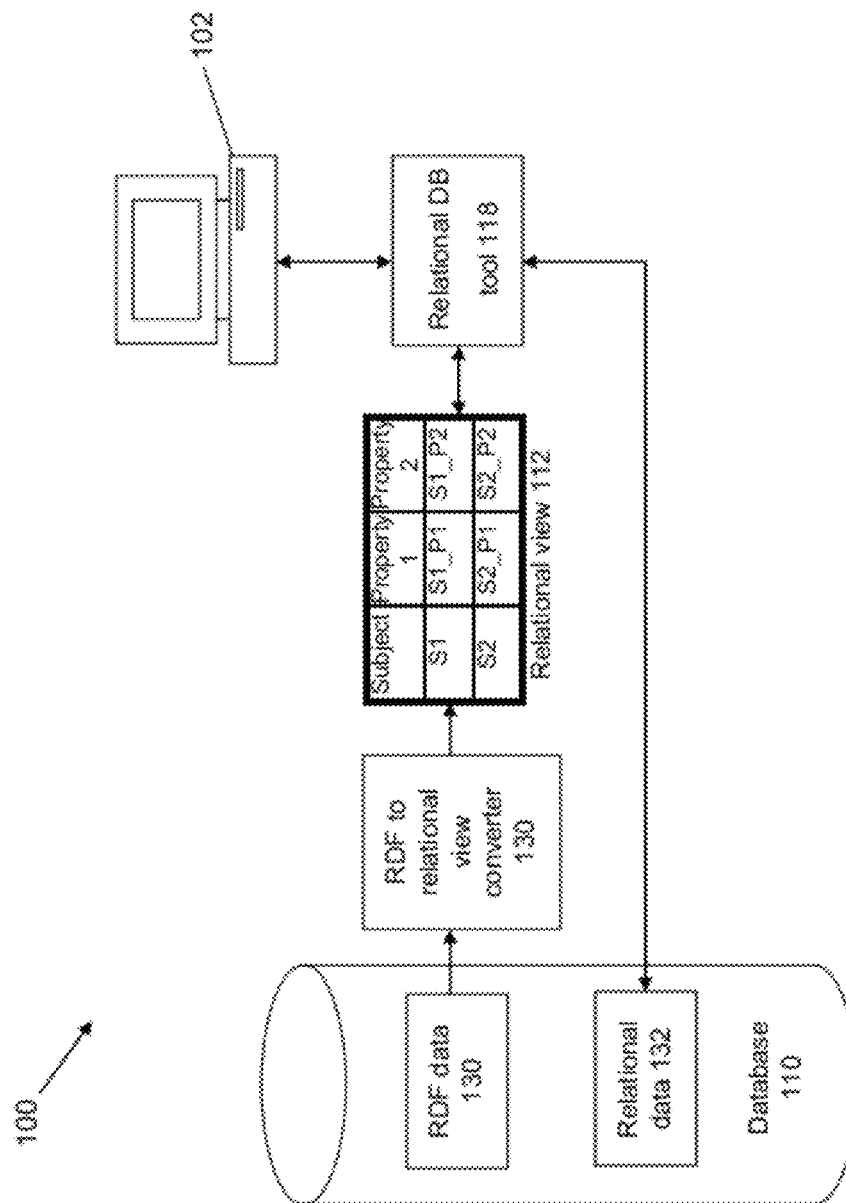 100
102
RDF data
130
Relational
data 132
Database
110
RDF to
relational
view
converter
130
Subject Property Property
1 2
S1 S1_P1 S1_P2
S2 S2_P1 S2_P2
Relational view 112
Relational DB
tool 118